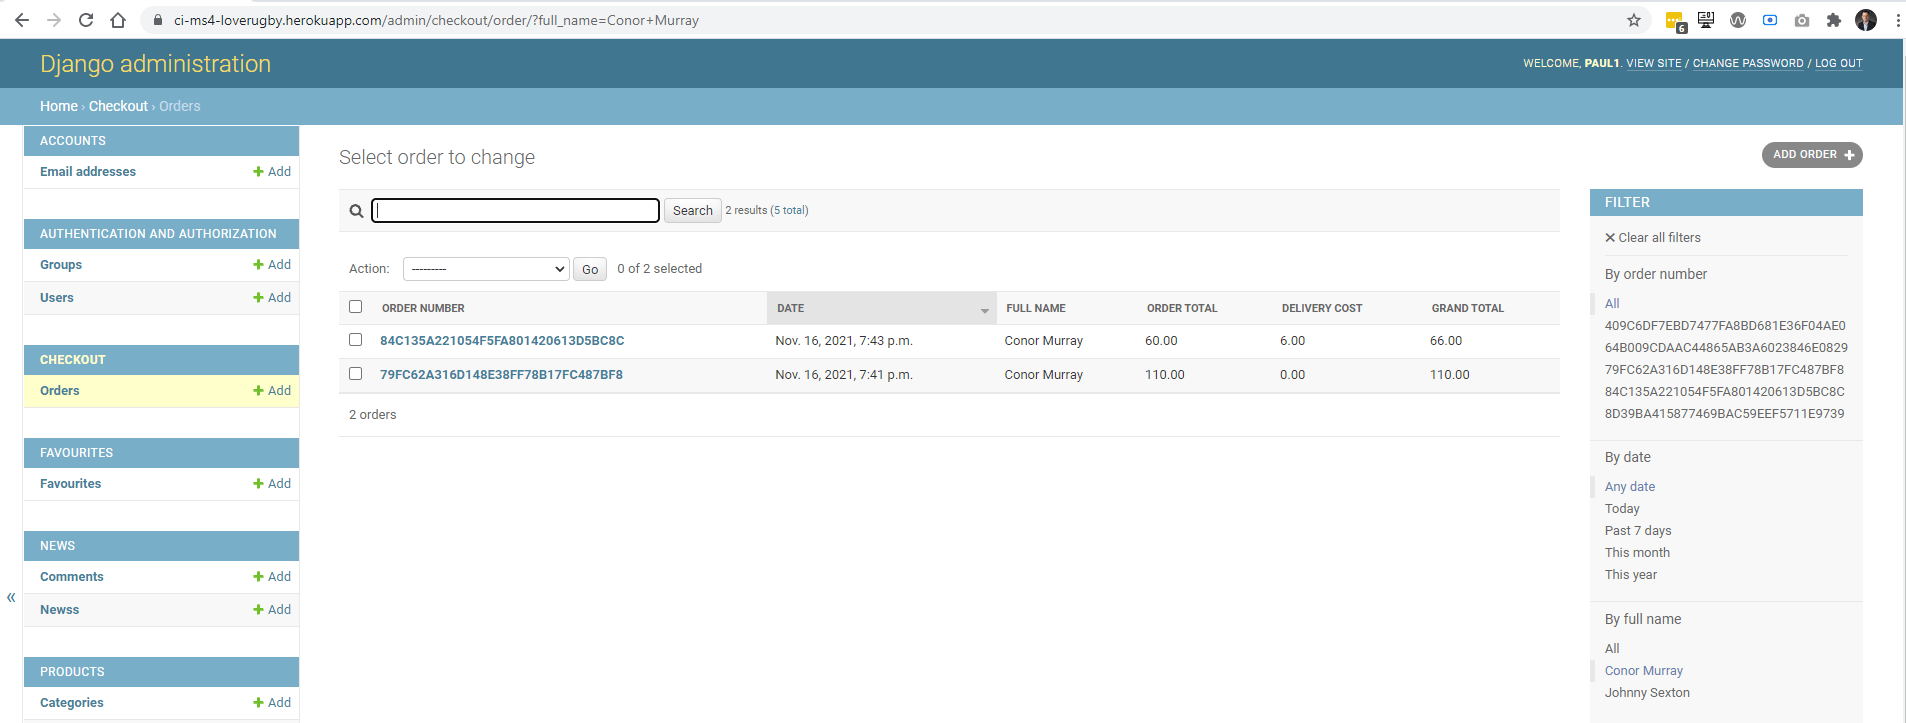 ci-ms4-loverugby.herokuapp.com/admin/checkout/order/?full_name=Conor+Murray
6
Django administration
WELCOME, PAUL1. VIEW SITE / CHANGE PASSWORD / LOG OUT
Home › Checkout › Orders
ACCOUNTS
Email addresses + Add
AUTHENTICATION AND AUTHORIZATION
Groups + Add
Users + Add
CHECKOUT
Orders + Add
FAVOURITES
Favourites + Add
NEWS
Comments + Add
Newss + Add
PRODUCTS
Categories + Add
«
Select order to change
ADD ORDER +
Search 2 results (5 total)
Action: --------- Go 0 of 2 selected
ORDER NUMBER DATE FULL NAME ORDER TOTAL DELIVERY COST GRAND TOTAL
84C135A221054F5FA801420613D5BC8C Nov. 16, 2021, 7:43 p.m. Conor Murray 60.00 6.00 66.00
79FC62A316D148E38FF78B17FC487BF8 Nov. 16, 2021, 7:41 p.m. Conor Murray 110.00 0.00 110.00
2 orders
FILTER
✕ Clear all filters
By order number
All
409C6DF7EBD7477FA8BD681E36F04AE0
64B009CDAAC44865AB3A6023846E0829
79FC62A316D148E38FF78B17FC487BF8
84C135A221054F5FA801420613D5BC8C
8D39BA415877469BAC59EEF5711E9739
By date
Any date
Today
Past 7 days
This month
This year
By full name
All
Conor Murray
Johnny Sexton